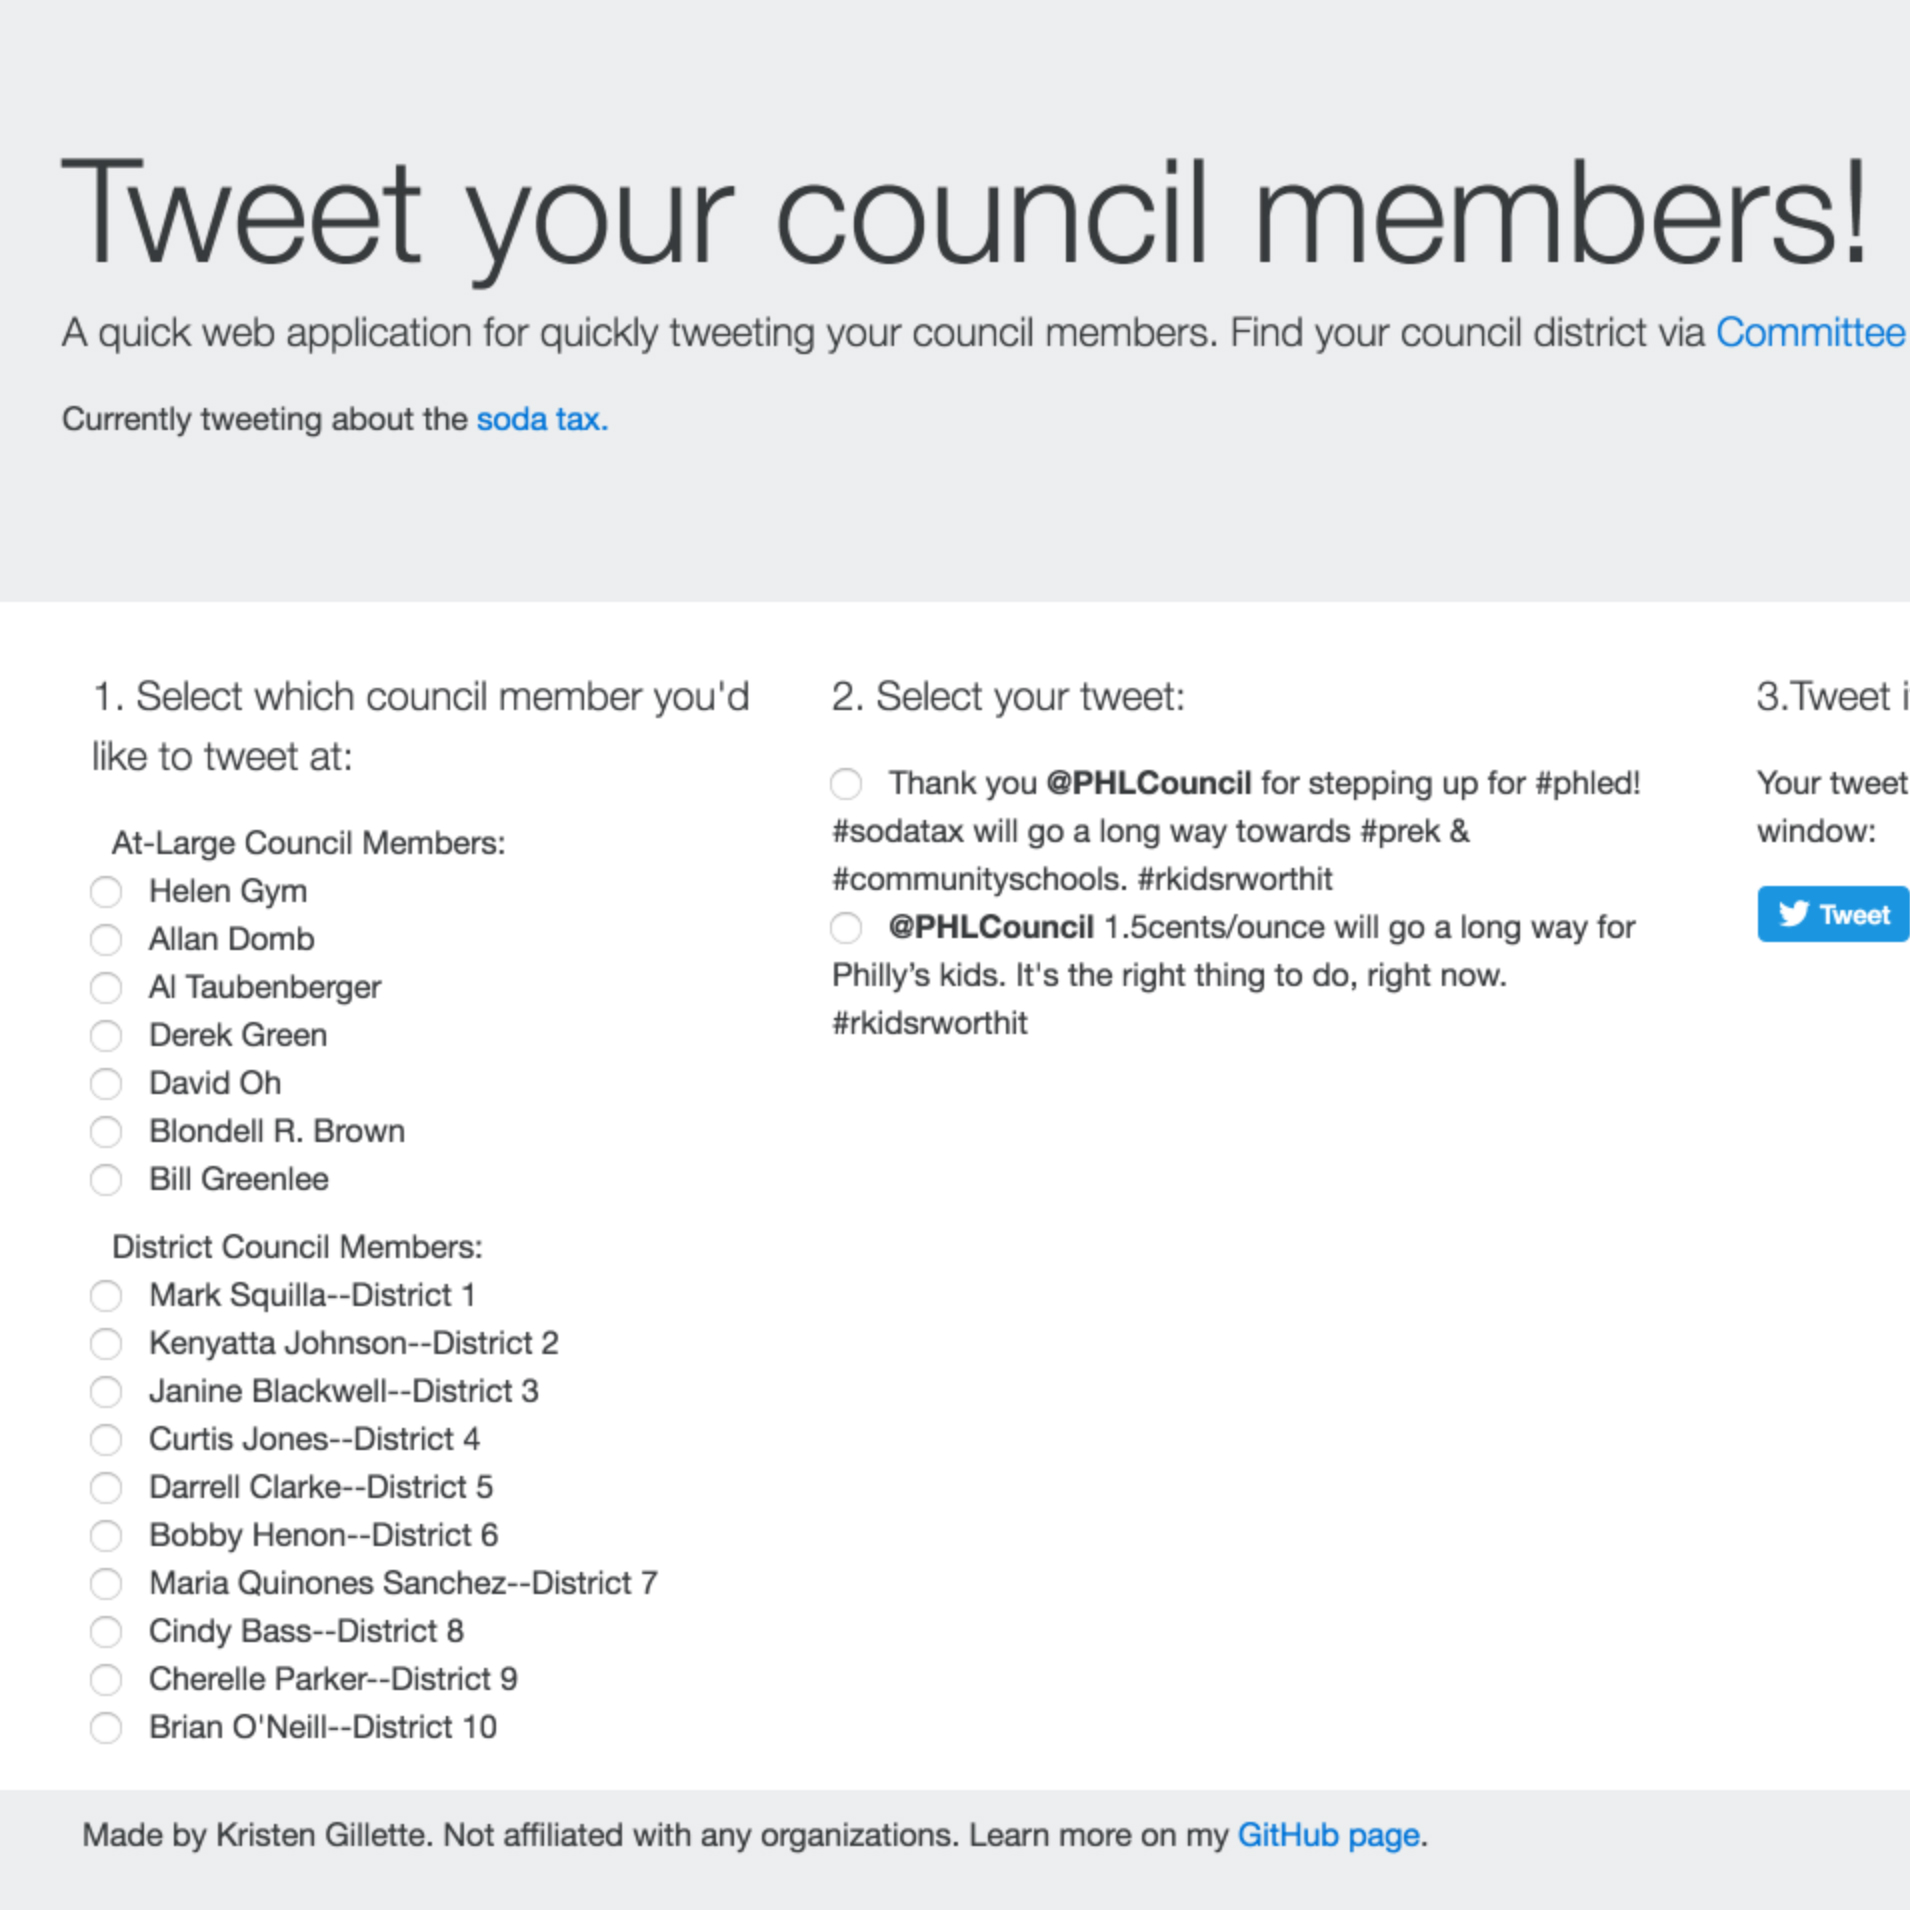 Tweet your council members!
A quick web application for quickly tweeting your council members. Find your council district via Committee
Currently tweeting about the soda tax.
1. Select which council member you'd
like to tweet at:
At-Large Council Members:
Helen Gym
Allan Domb
Al Taubenberger
Derek Green
David Oh
Blondell R. Brown
Bill Greenlee
District Council Members:
Mark Squilla--District 1
Kenyatta Johnson--District 2
Janine Blackwell--District 3
Curtis Jones--District 4
Darrell Clarke--District 5
Bobby Henon--District 6
Maria Quinones Sanchez--District 7
Cindy Bass--District 8
Cherelle Parker--District 9
Brian O'Neill--District 10
2. Select your tweet:
Thank you @PHLCouncil for stepping up for #phled!
#sodatax will go a long way towards #prek &
#communityschools. #rkidsrworthit
@PHLCouncil 1.5cents/ounce will go a long way for
Philly’s kids. It's the right thing to do, right now.
#rkidsrworthit
3.Tweet
Your tweet
window:
Tweet
Made by Kristen Gillette. Not affiliated with any organizations. Learn more on my GitHub page.